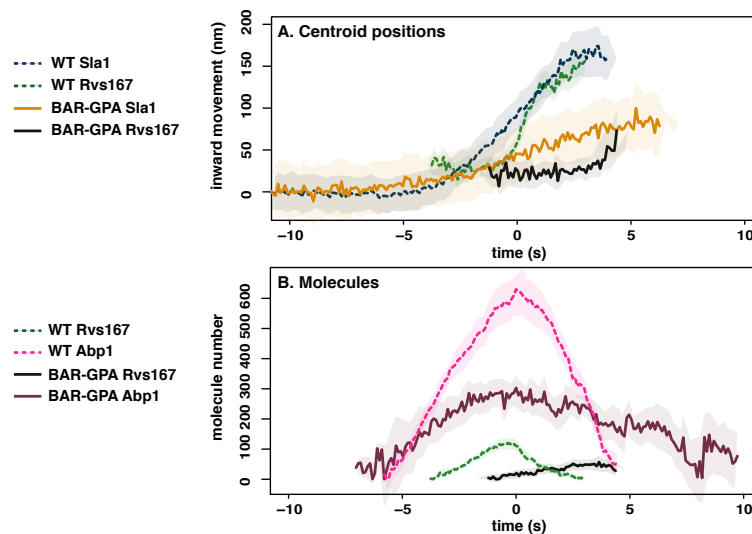 A. Centroid positions
WT Sla1
WT Rvs167
BAR-GPA Sla1
BAR-GPA Rvs167
inward movement (nm)
200
150
100
50
0
−10
−5
0
5
10
time (s)
B. Molecules
WT Rvs167
WT Abp1
BAR-GPA Rvs167
BAR-GPA Abp1
molecule number
600
500
400
300
200
100
0
−10
−5
0
5
10
time (s)